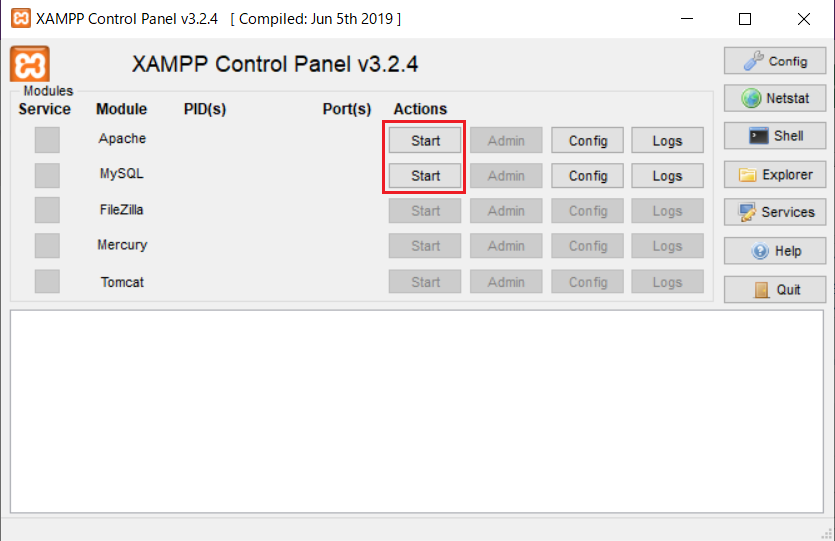 XAMPP Control Panel v3.2.4 [ Compiled: Jun 5th 2019 ]
XAMPP Control Panel v3.2.4
Config
Modules
Service Module PID(s) Port(s) Actions
Netstat
Apache Start Admin Config Logs
Shell
MySQL Start Admin Config Logs
Explorer
FileZilla Start Admin Config Logs
Services
Mercury Start Admin Config Logs
Help
Tomcat Start Admin Config Logs
Quit